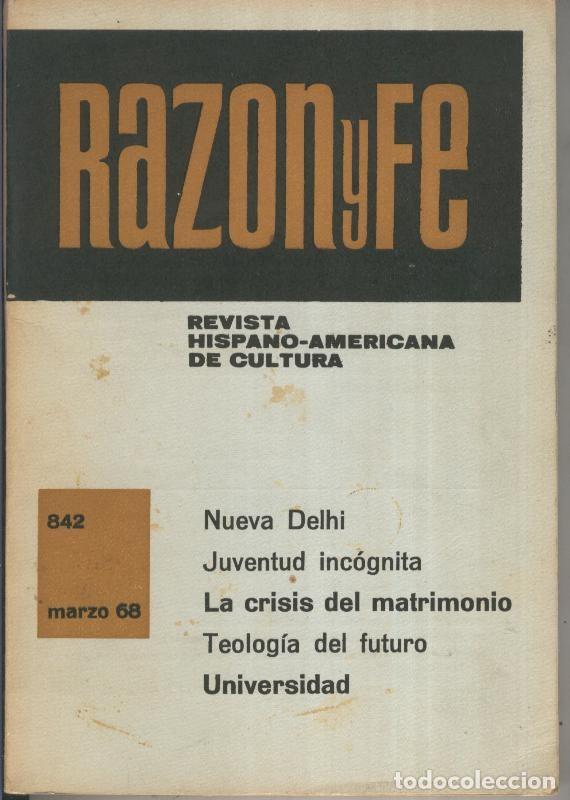 RazonyFe
REVISTA
HISPANO-AMERICANA
DE CULTURA
842
marzo 68
Nueva Delhi
Juventud incógnita
La crisis del matrimonio
Teología del futuro
Universidad
todocoleccion